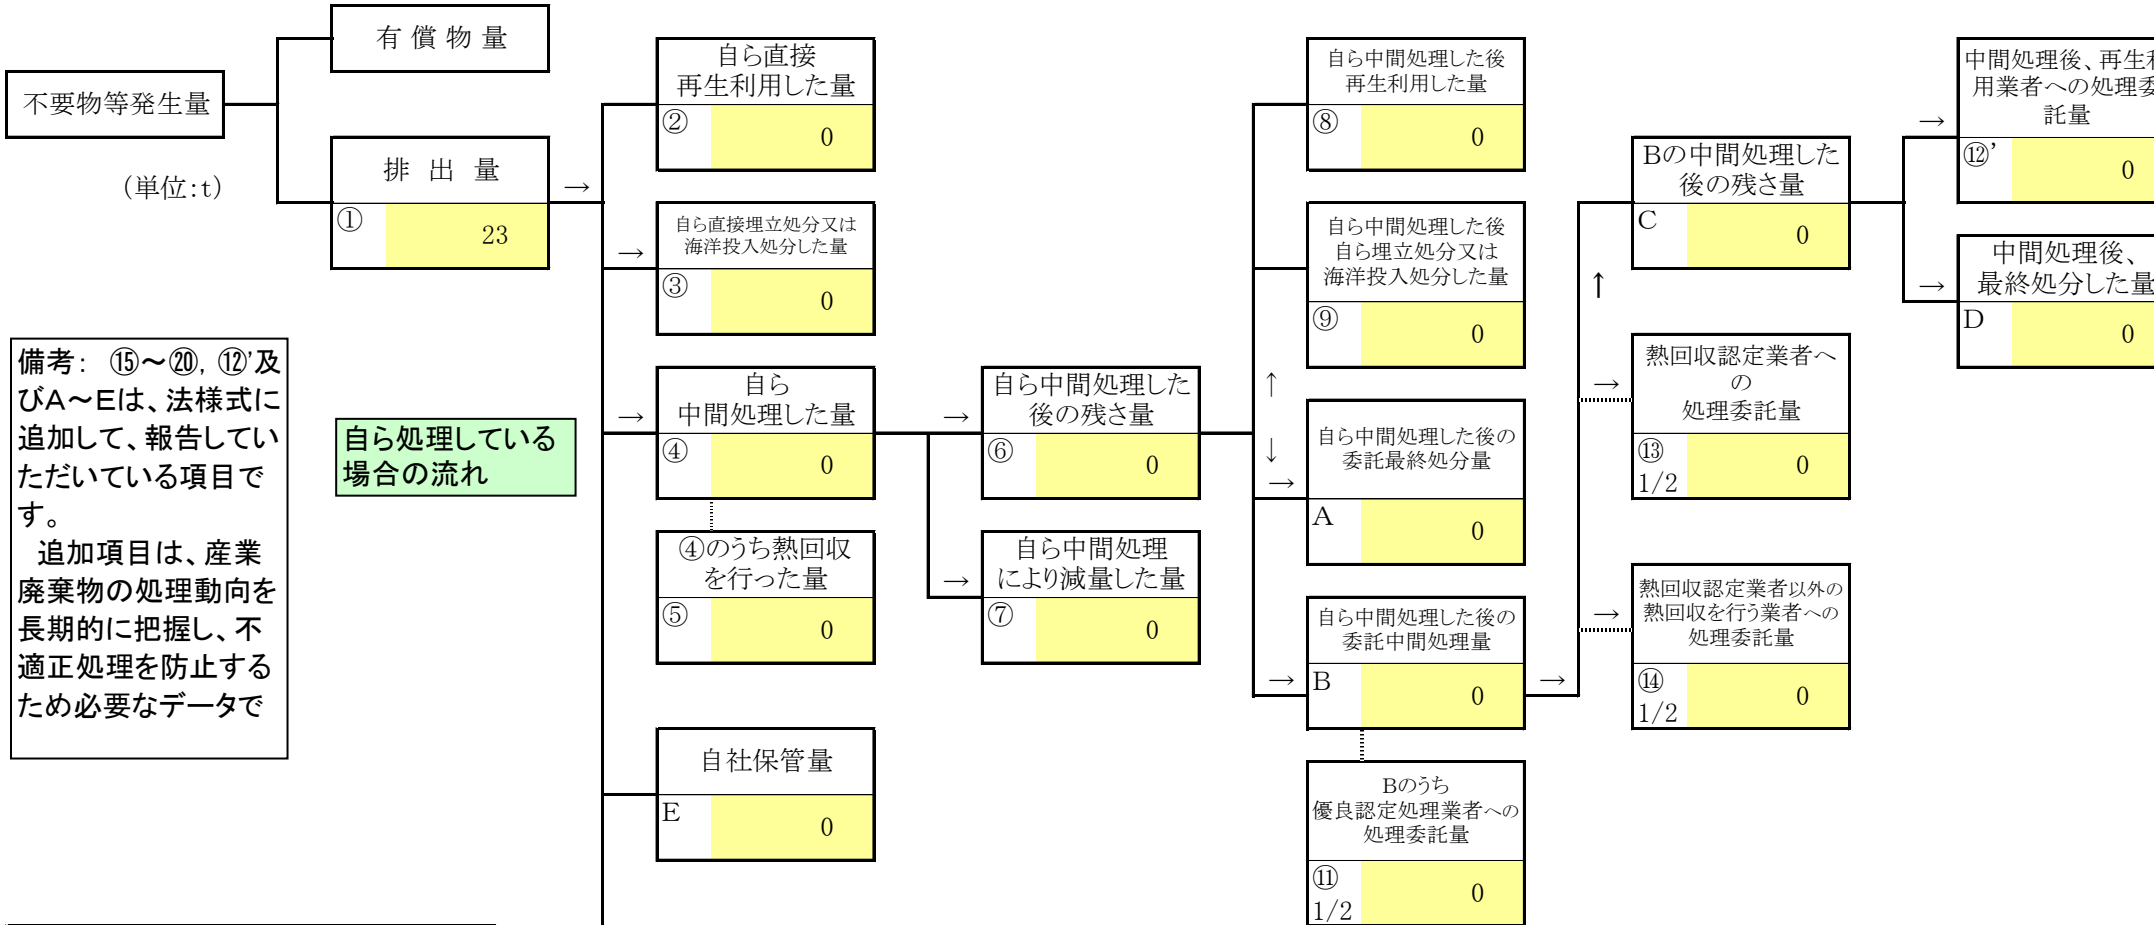 不要物等発生量
有 償 物 量
排 出 量
①
23
(単位:t)
備考: ⑮～⑳, ⑫'及
びA～Eは、法様式に
追加して、報告してい
ただいている項目で
す。
追加項目は、産業
廃棄物の処理動向を
長期的に把握し、不
適正処理を防止する
ため必要なデータで
自ら処理している
場合の流れ
→
自ら直接
再生利用した量
②
0
→
自ら直接埋立処分又は
海洋投入処分した量
③
0
→
自ら
中間処理した量
④
0
④のうち熱回収
を行った量
⑤
0
自社保管量
E
0
→
自ら中間処理した
後の残さ量
⑥
0
→
自ら中間処理
により減量した量
⑦
0
↑
↓
→
→
自ら中間処理した後
再生利用した量
⑧
0
自ら中間処理した後
自ら埋立処分又は
海洋投入処分した量
⑨
0
自ら中間処理した後の
委託最終処分量
A
0
自ら中間処理した後の
委託中間処理量
B
0
Bのうち
優良認定処理業者への
処理委託量
⑪
1/2
0
→
↑
→
→
Bの中間処理した
後の残さ量
C
0
熱回収認定業者へ
の
処理委託量
⑬
1/2
0
熱回収認定業者以外の
熱回収を行う業者への
処理委託量
⑭
1/2
0
→
中間処理後、再生
用業者への処理委
託量
⑫'
0
→
中間処理後、
最終処分した量
D
0